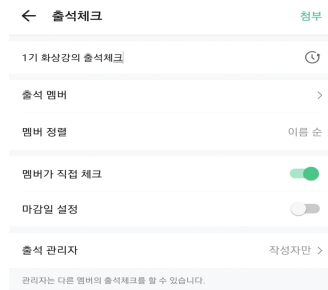 출석체크 첨부
1기 화상강의 출석체크
출석 멤버
멤버 정렬 이름 순
멤버가 직접 체크
마감일 설정
출석 관리자 작성자만
관리자는 다른 멤버의 출석체크를 할 수 있습니다.